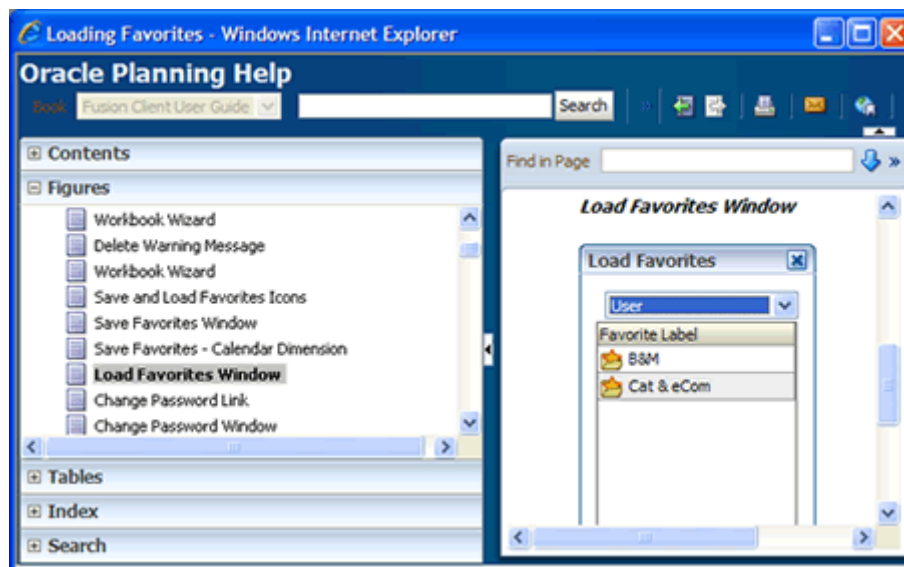 Loading Favorites - Windows Internet Explorer
Oracle Planning Help
Book Fusion Client User Guide Search
Contents
Figures
Workbook Wizard
Delete Warning Message
Workbook Wizard
Save and Load Favorites Icons
Save Favorites Window
Save Favorites - Calendar Dimension
Load Favorites Window
Change Password Link
Change Password Window
Tables
Index
Search
Find in Page
Load Favorites Window
Load Favorites
User
Favorite Label
B&M
Cat & eCom